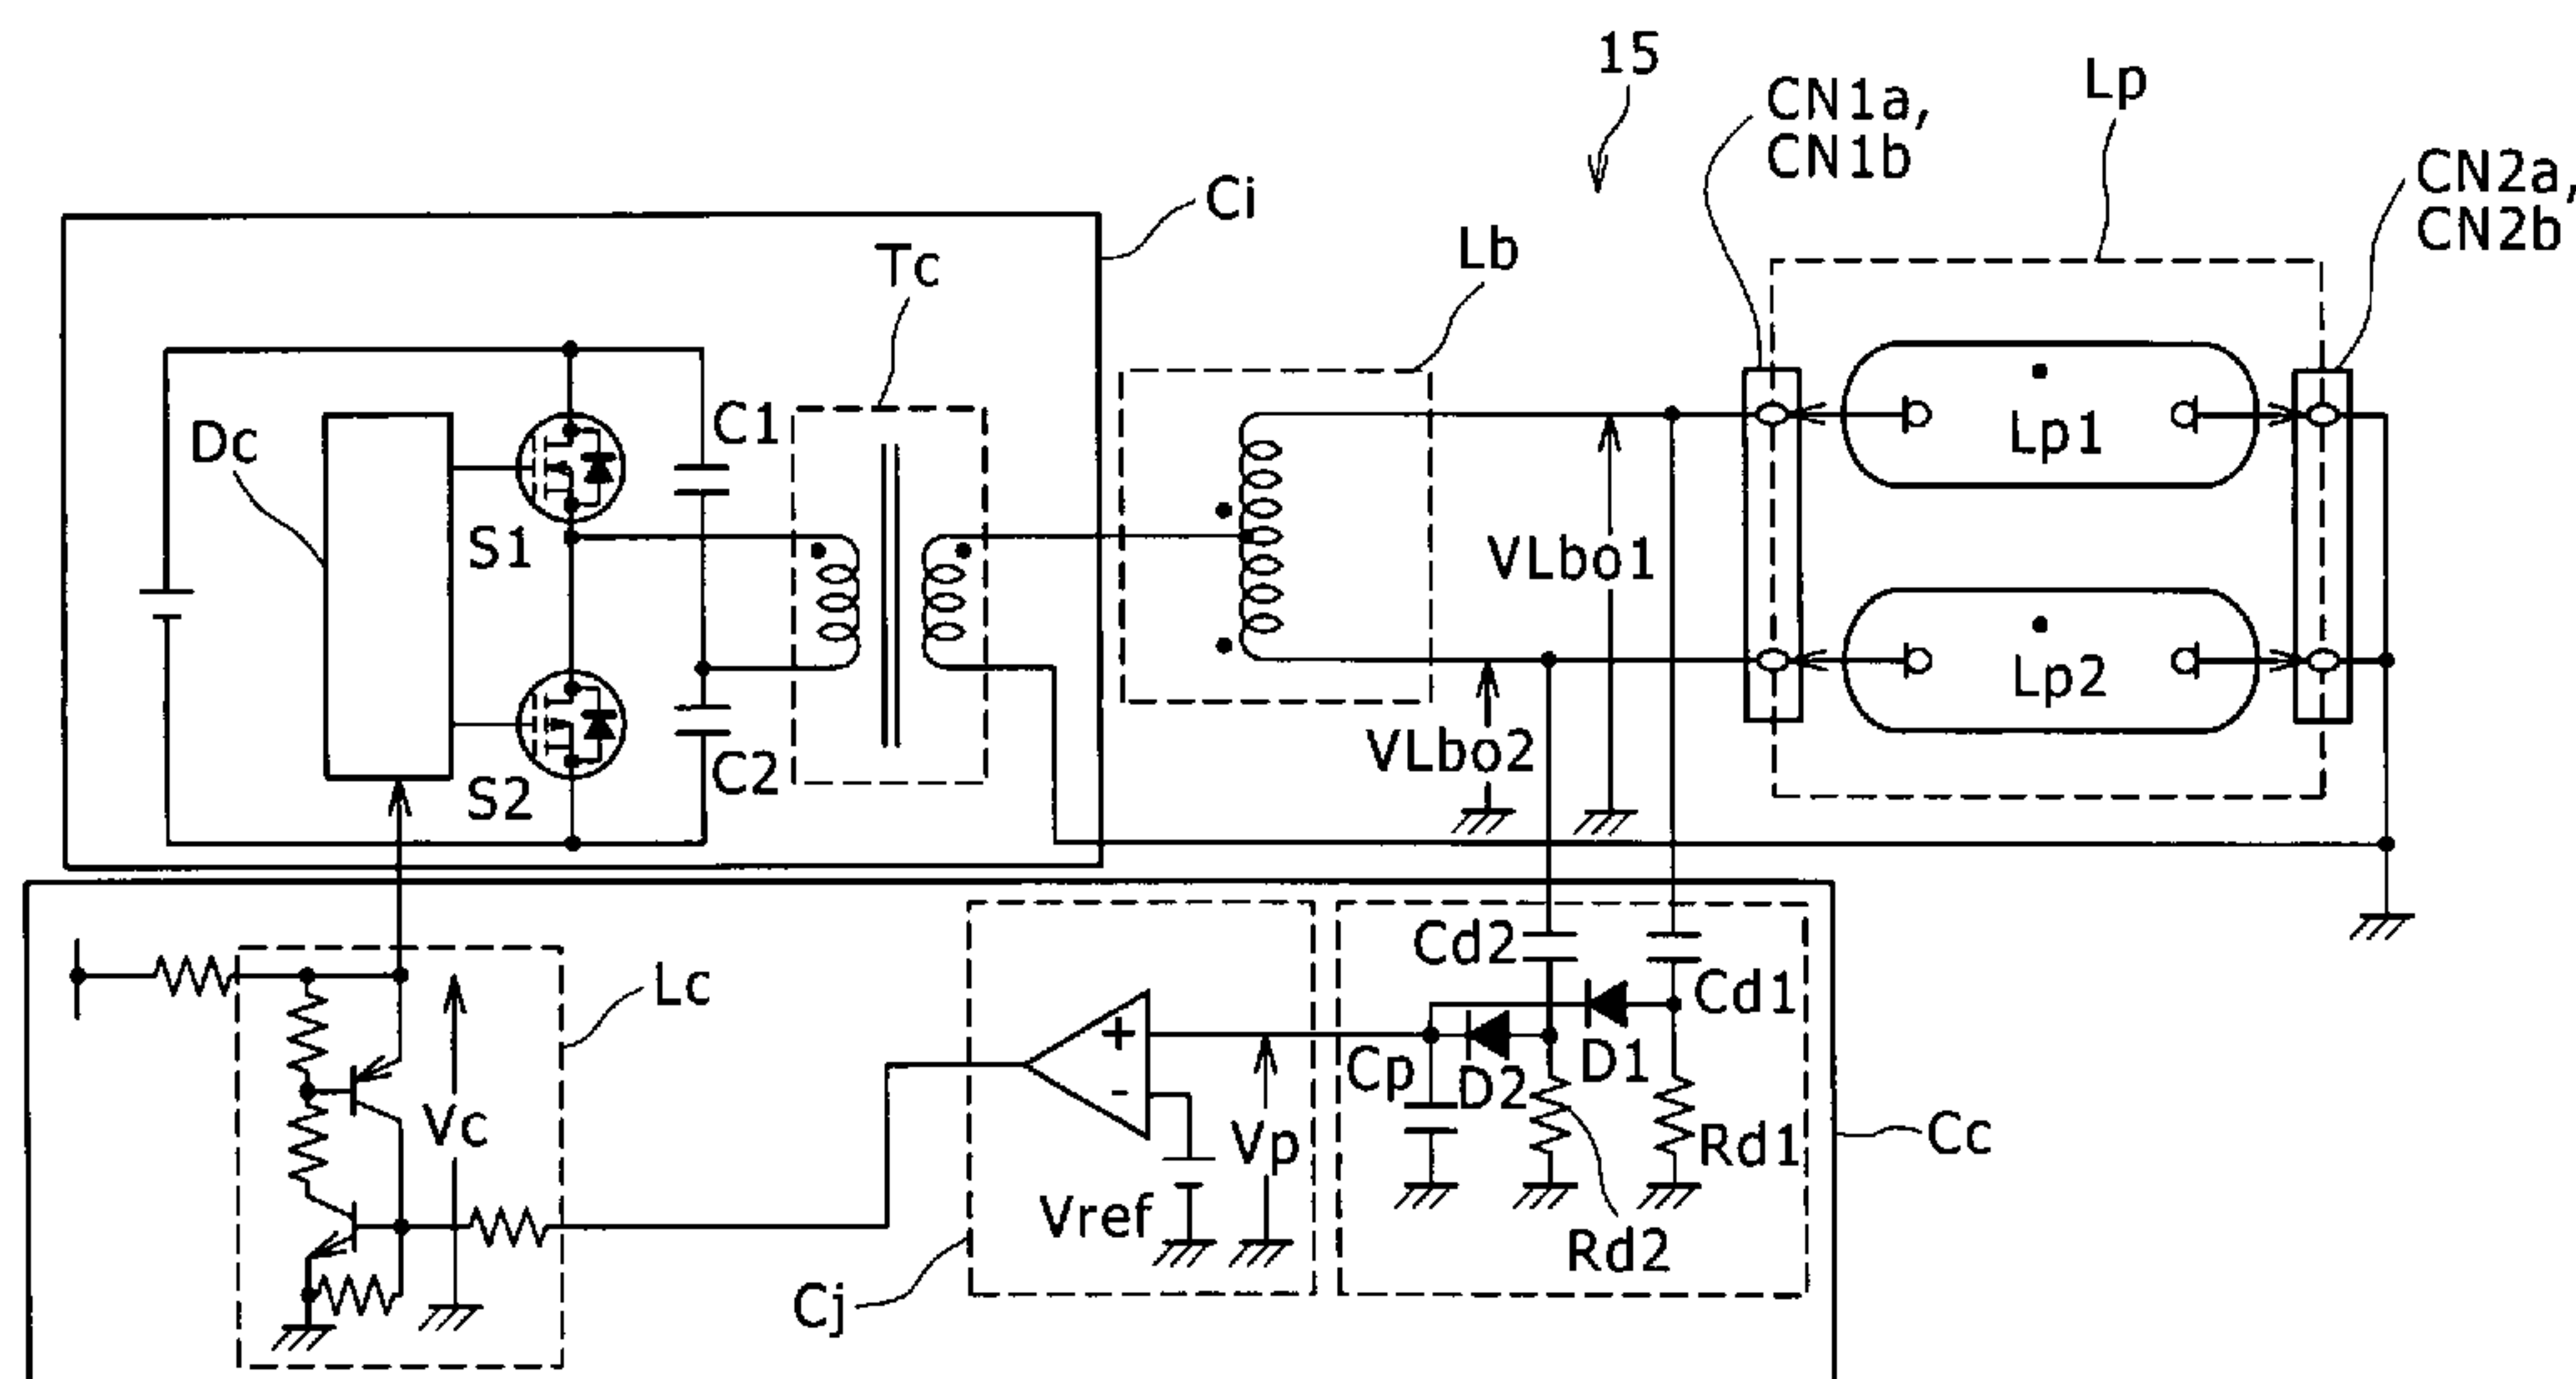 15
CN1a,
CN1b
Lp
CN2a,
CN2b
Ci
Tc
Lb
Dc
C1
Lp1
S1
VLbo1
Lp2
VLbo2
C2
S2
Cd2
Cd1
Lc
+
-
Cp
D2
D1
Vc
Vp
Rd1
Cc
Vref
Rd2
Cj